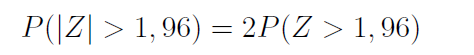 P(|Z| > 1, 96) = 2P(Z > 1, 96)